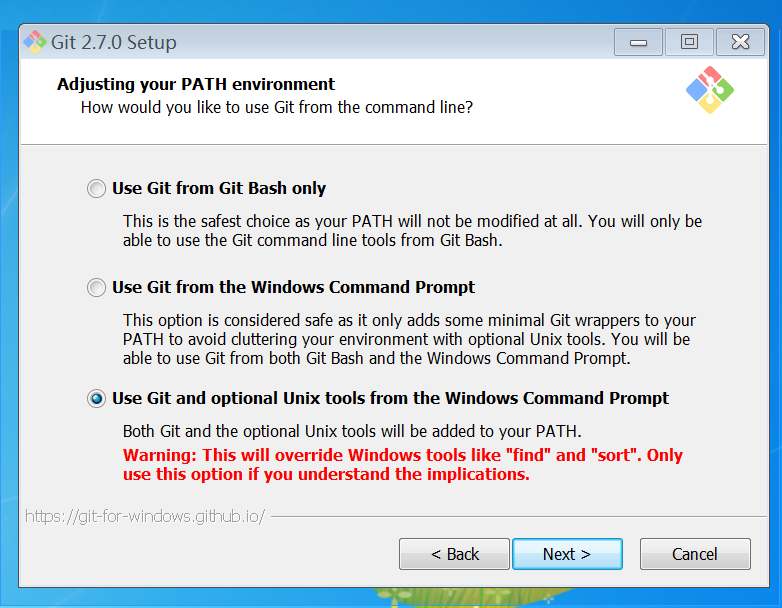 Git 2.7.0 Setup
Adjusting your PATH environment
How would you like to use Git from the command line?
Use Git from Git Bash only
This is the safest choice as your PATH will not be modified at all. You will only be
able to use the Git command line tools from Git Bash.
Use Git from the Windows Command Prompt
This option is considered safe as it only adds some minimal Git wrappers to your
PATH to avoid cluttering your environment with optional Unix tools. You will be
able to use Git from both Git Bash and the Windows Command Prompt.
Use Git and optional Unix tools from the Windows Command Prompt
Both Git and the optional Unix tools will be added to your PATH.
Warning: This will override Windows tools like "find" and "sort". Only
use this option if you understand the implications.
https://git-for-windows.github.io/
< Back Next > Cancel